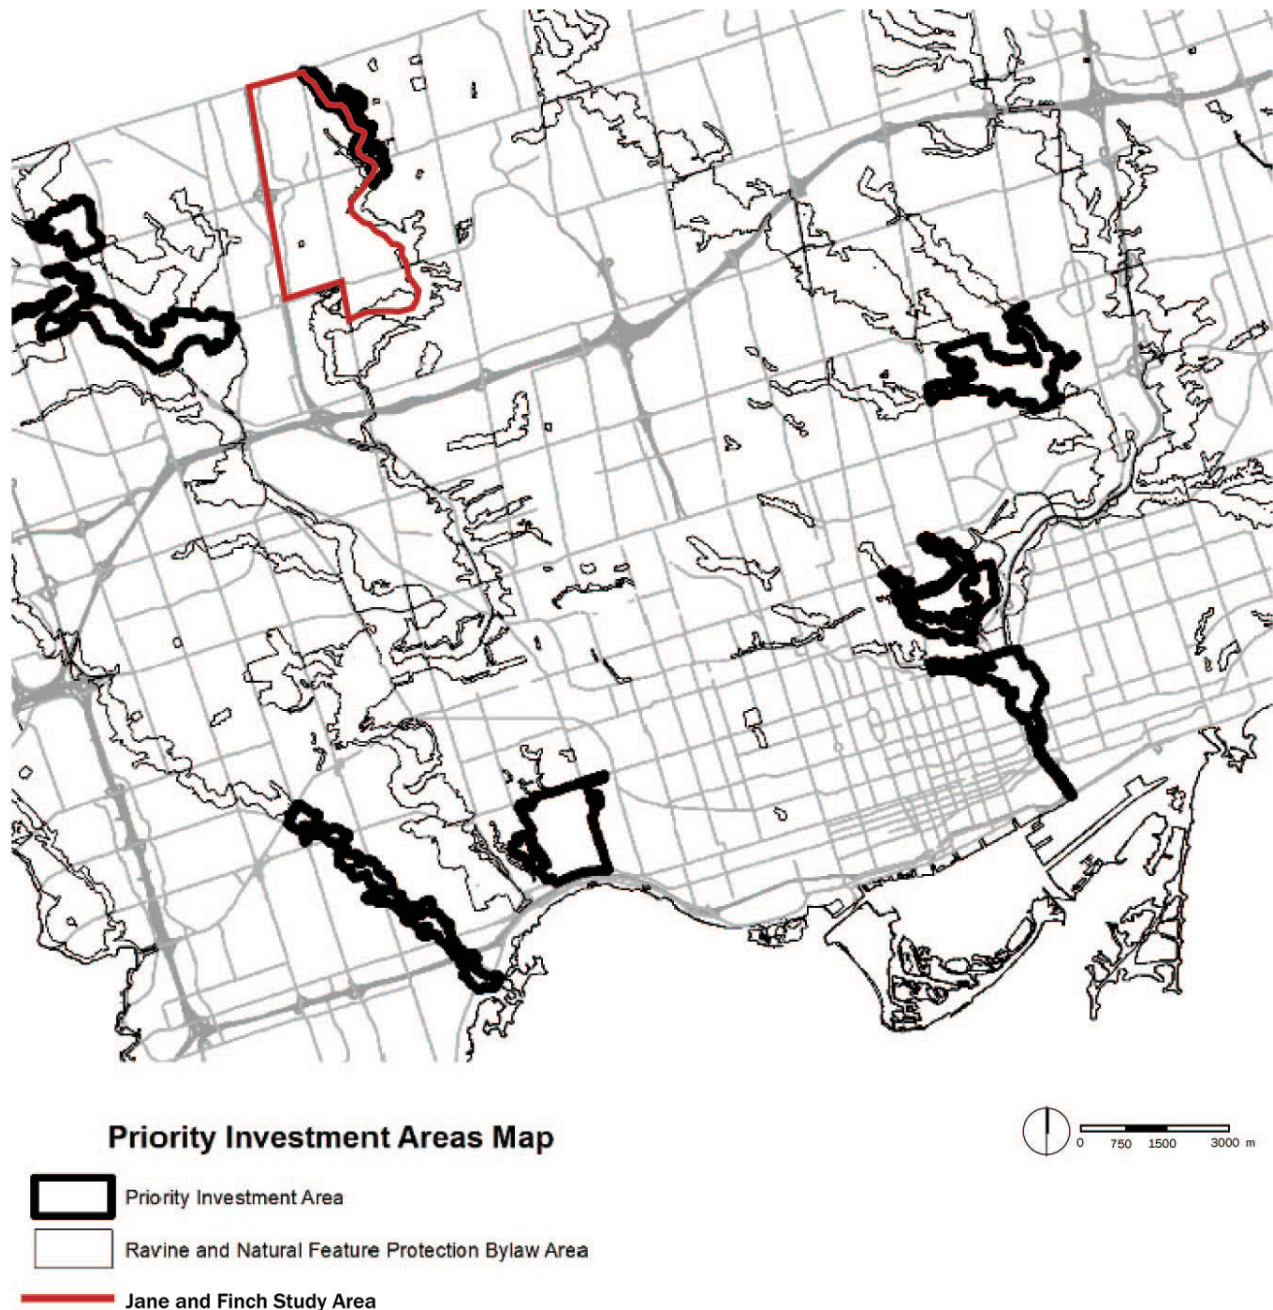 Priority Investment Areas Map
0 750 1500 3000 m
Priority Investment Area
Ravine and Natural Feature Protection Bylaw Area
Jane and Finch Study Area